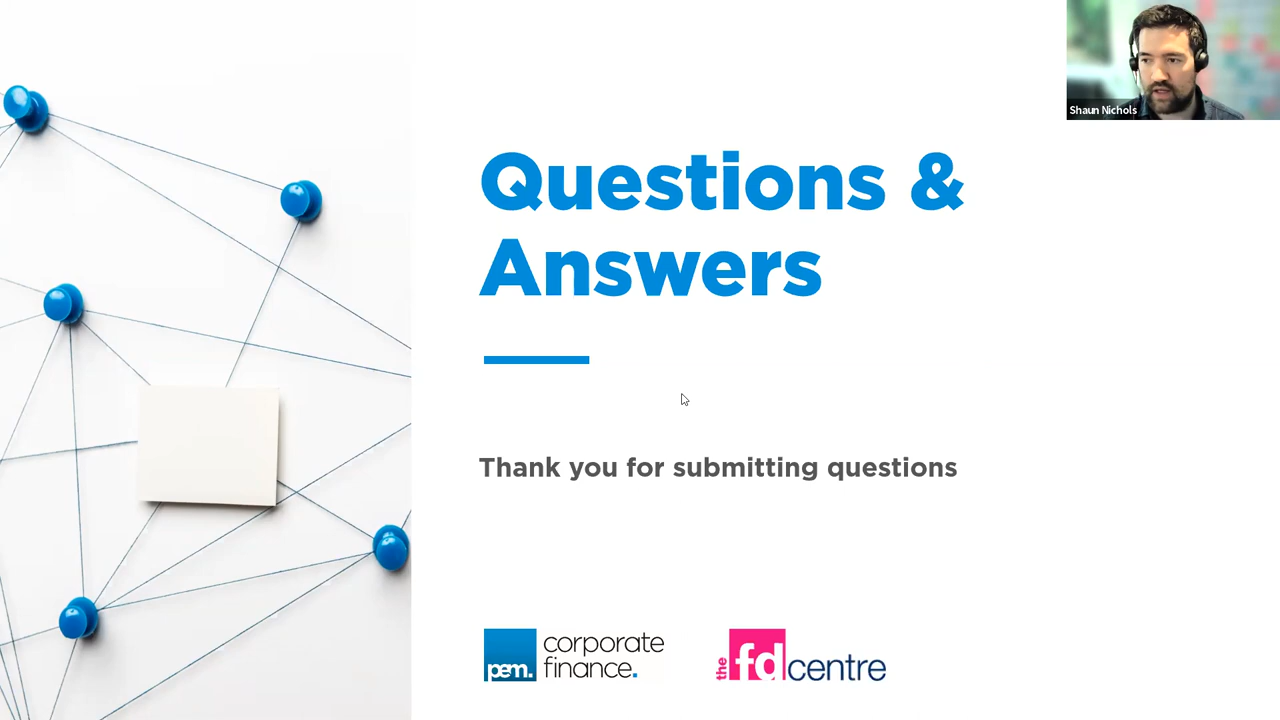 Shaun Nichols
Questions &
Answers
Thank you for submitting questions
pem. corporate
finance.
the fd centre